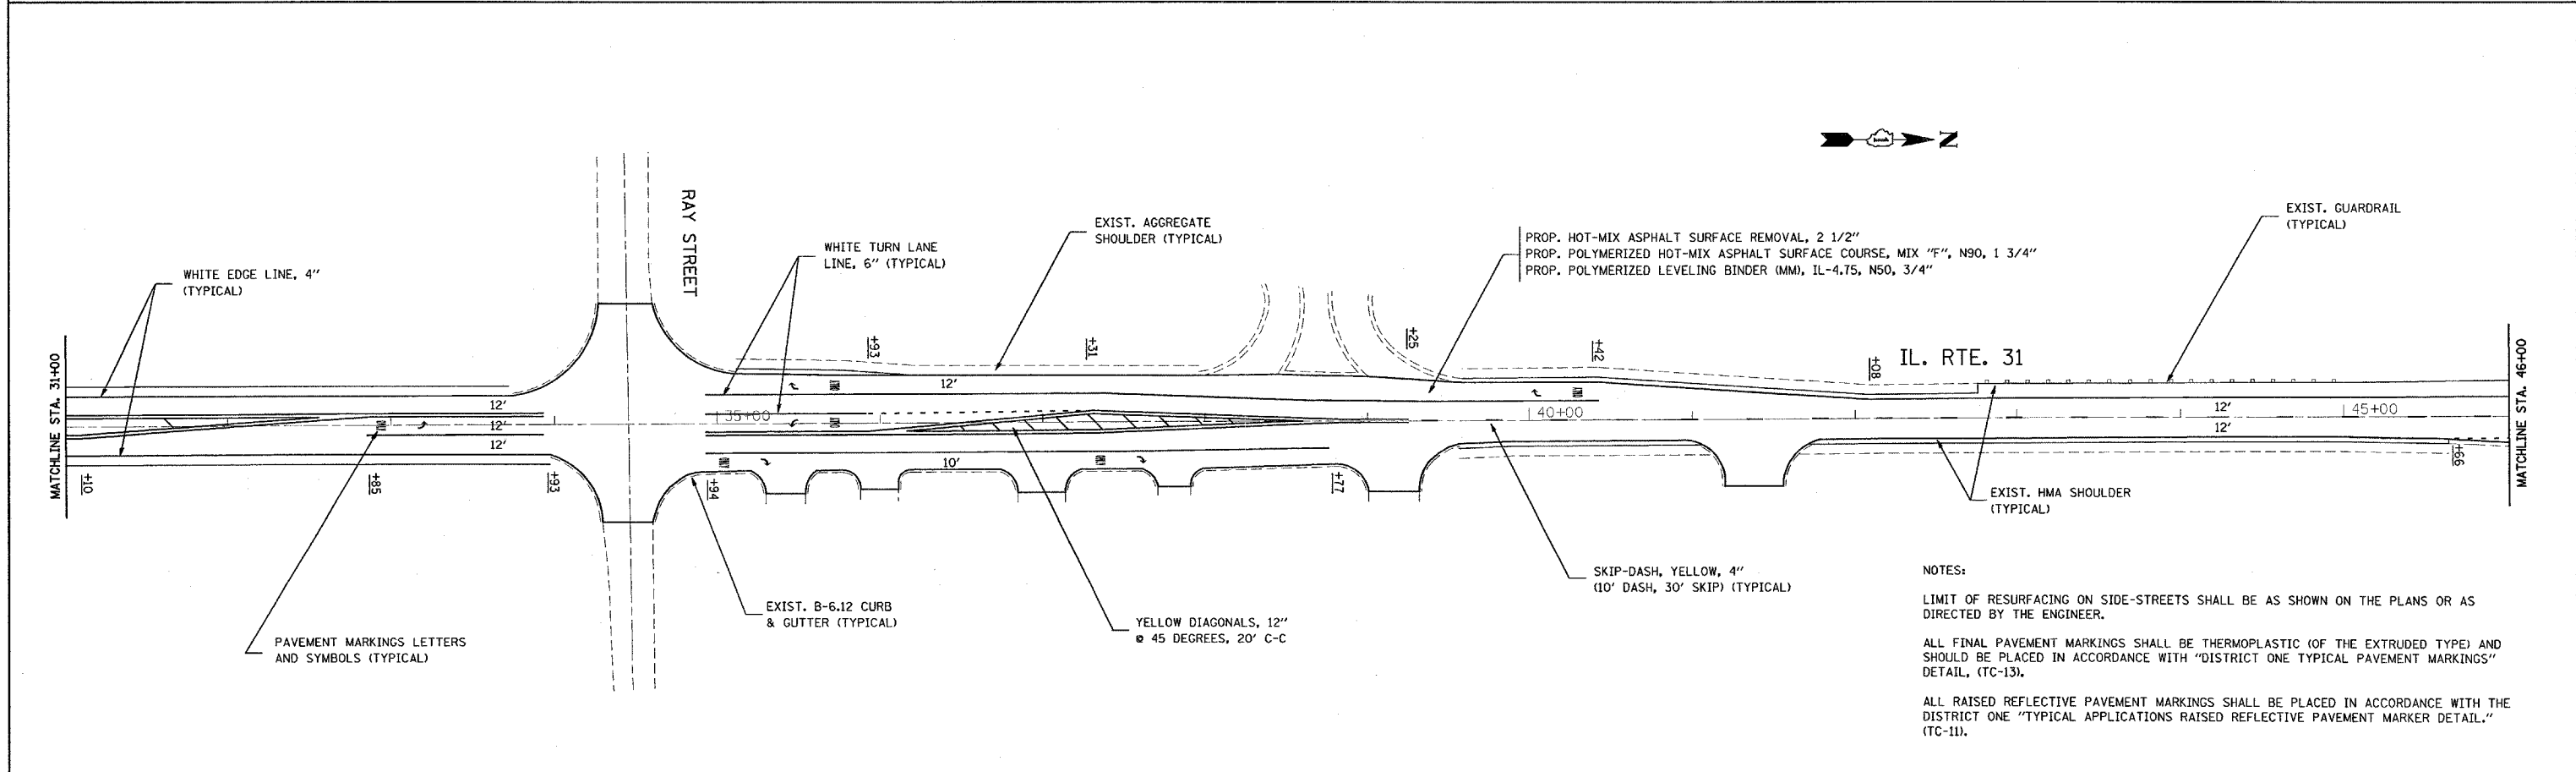 N
RAY STREET
EXIST. AGGREGATE
SHOULDER (TYPICAL)
EXIST. GUARDRAIL
(TYPICAL)
WHITE TURN LANE
LINE, 6" (TYPICAL)
PROP. HOT-MIX ASPHALT SURFACE REMOVAL, 2 1/2"
PROP. POLYMERIZED HOT-MIX ASPHALT SURFACE COURSE, MIX "F", N90, 1 3/4"
PROP. POLYMERIZED LEVELING BINDER (MM), IL-4.75, N50, 3/4"
WHITE EDGE LINE, 4"
(TYPICAL)
MATCHLINE STA. 31+00
+93
+31
+25
+42
+08
IL. RTE. 31
MATCHLINE STA. 46+00
12'
12'
12'
12'
35+00
40+00
12'
45+00
12'
10'
+10
+85
+93
+94
+77
+66
EXIST. HMA SHOULDER
(TYPICAL)
SKIP-DASH, YELLOW, 4"
(10' DASH, 30' SKIP) (TYPICAL)
EXIST. B-6.12 CURB
& GUTTER (TYPICAL)
YELLOW DIAGONALS, 12"
@ 45 DEGREES, 20' C-C
PAVEMENT MARKINGS LETTERS
AND SYMBOLS (TYPICAL)
NOTES:
LIMIT OF RESURFACING ON SIDE-STREETS SHALL BE AS SHOWN ON THE PLANS OR AS
DIRECTED BY THE ENGINEER.
ALL FINAL PAVEMENT MARKINGS SHALL BE THERMOPLASTIC (OF THE EXTRUDED TYPE) AND
SHOULD BE PLACED IN ACCORDANCE WITH "DISTRICT ONE TYPICAL PAVEMENT MARKINGS"
DETAIL, (TC-13).
ALL RAISED REFLECTIVE PAVEMENT MARKINGS SHALL BE PLACED IN ACCORDANCE WITH THE
DISTRICT ONE "TYPICAL APPLICATIONS RAISED REFLECTIVE PAVEMENT MARKER DETAIL."
(TC-11).